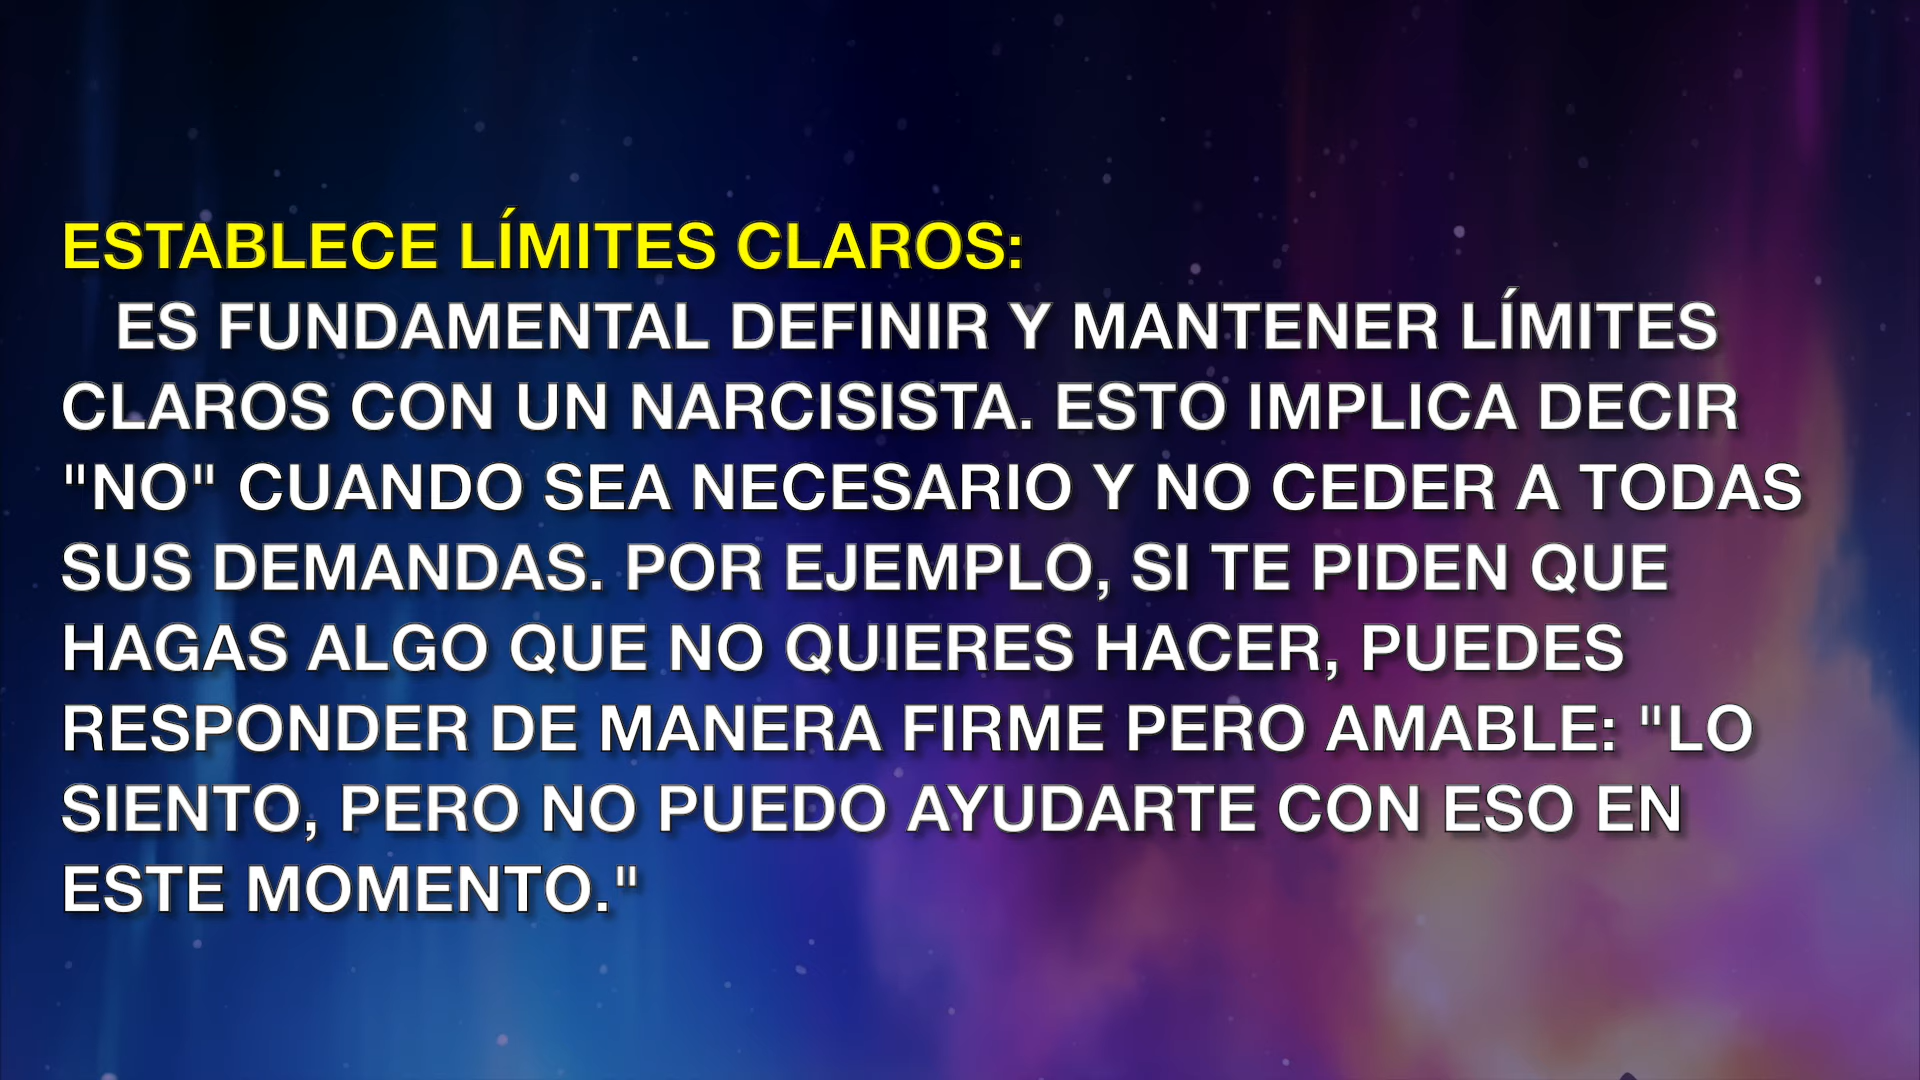 ESTABLECE LÍMITES CLAROS:
ES FUNDAMENTAL DEFINIR Y MANTENER LÍMITES
CLAROS CON UN NARCISISTA. ESTO IMPLICA DECIR
"NO" CUANDO SEA NECESARIO Y NO CEDER A TODAS
SUS DEMANDAS. POR EJEMPLO, SI TE PIDEN QUE
HAGAS ALGO QUE NO QUIERES HACER, PUEDES
RESPONDER DE MANERA FIRME PERO AMABLE: "LO
SIENTO, PERO NO PUEDO AYUDARTE CON ESO EN
ESTE MOMENTO."